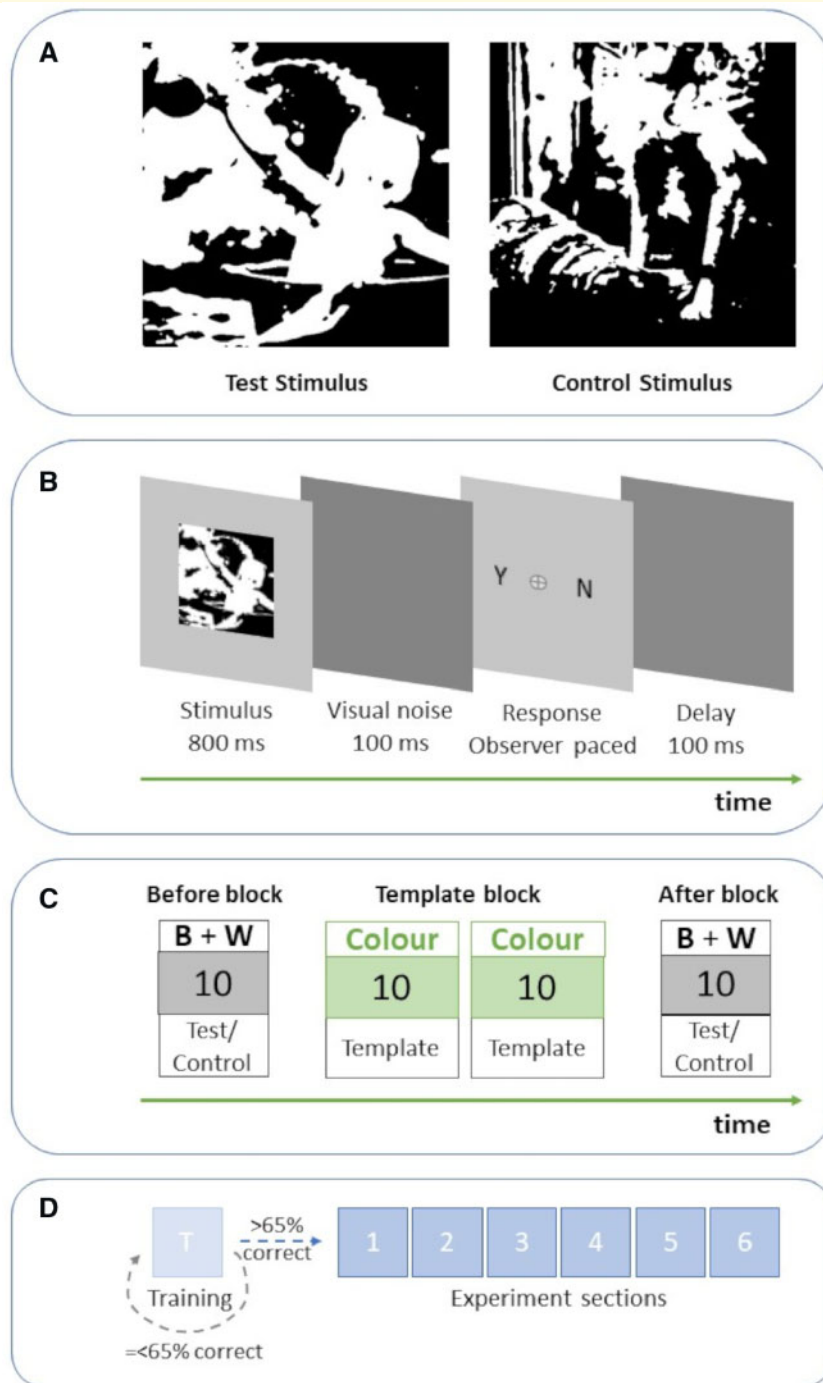 A
Test Stimulus Control Stimulus
B
Y N
Stimulus Visual noise Response Delay
800 ms 100 ms Observer paced 100 ms
time
C
Before block Template block After block
B + W Colour Colour B + W
10 10 10 10
Test/ Template Template Test/
Control Control
time
D
>65%
T 1 2 3 4 5 6
correct
Training Experiment sections
=<65% correct